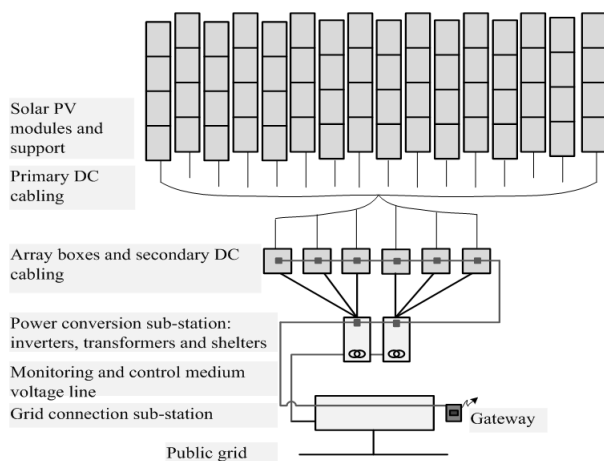 Solar PV
modules and
support
Primary DC
cabling
Array boxes and secondary DC
cabling
Power conversion sub-station:
inverters, transformers and shelters
Monitoring and control medium
voltage line
Grid connection sub-station
Gateway
Public grid